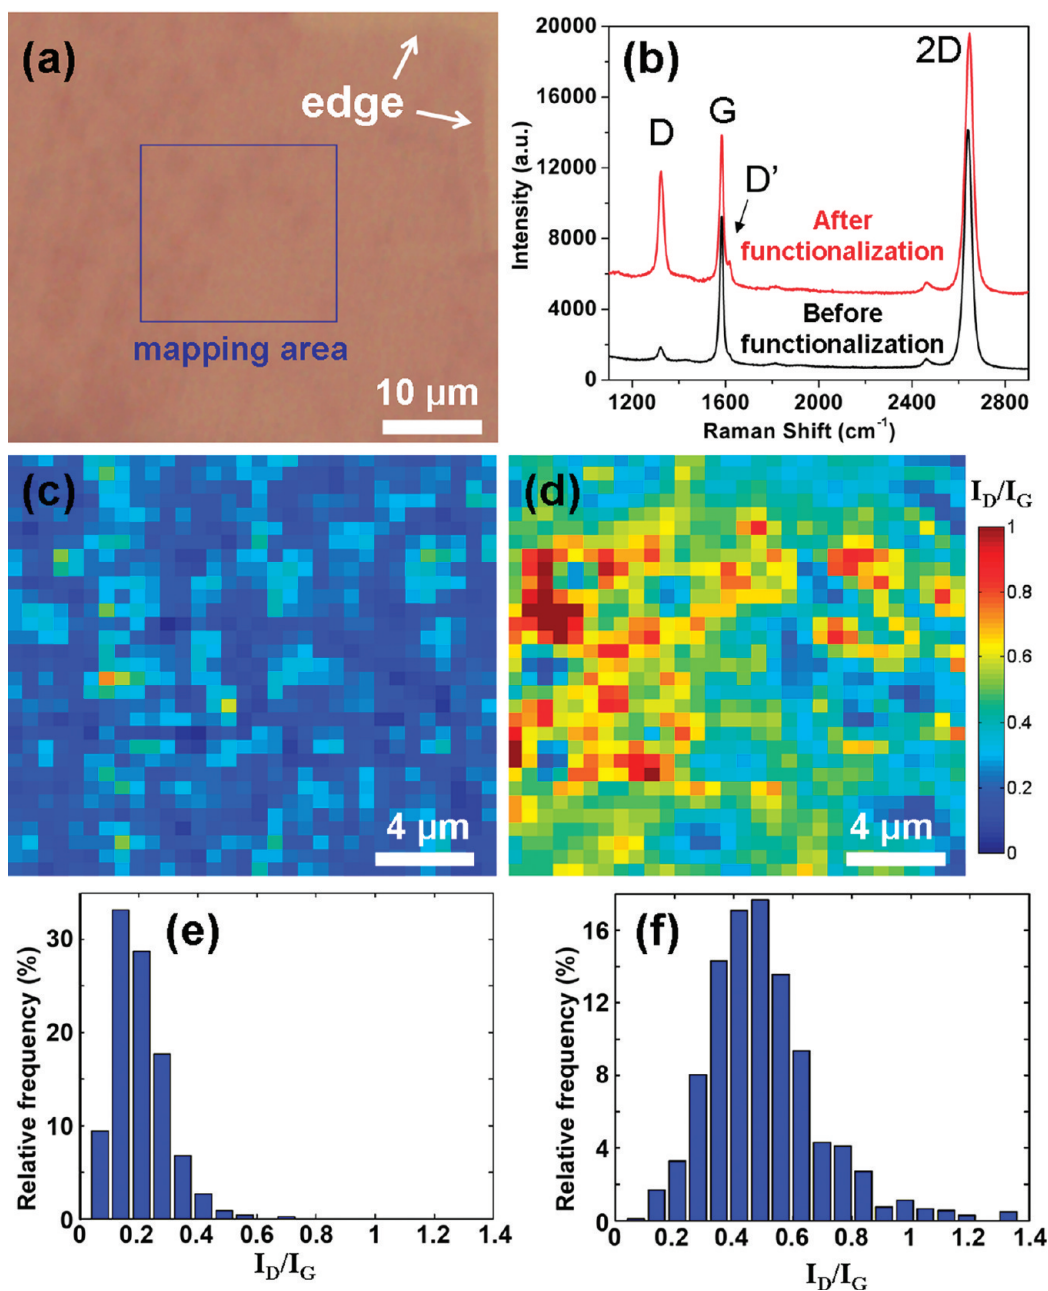 (a)
edge
mapping area
10 μm
(b)
20000
16000
12000
8000
4000
0
Intensity (a.u.)
D
G
D'
2D
After
functionalization
Before
functionalization
1200
1600
2000
2400
2800
Raman Shift (cm⁻¹)
(c)
4 μm
(d)
4 μm
I_D/I_G
1
0.8
0.6
0.4
0.2
0
(e)
30
20
10
0
Relative frequency (%)
0
0.2
0.4
0.6
0.8
1
1.2
1.4
I_D/I_G
(f)
16
12
8
4
0
Relative frequency (%)
0
0.2
0.4
0.6
0.8
1
1.2
1.4
I_D/I_G